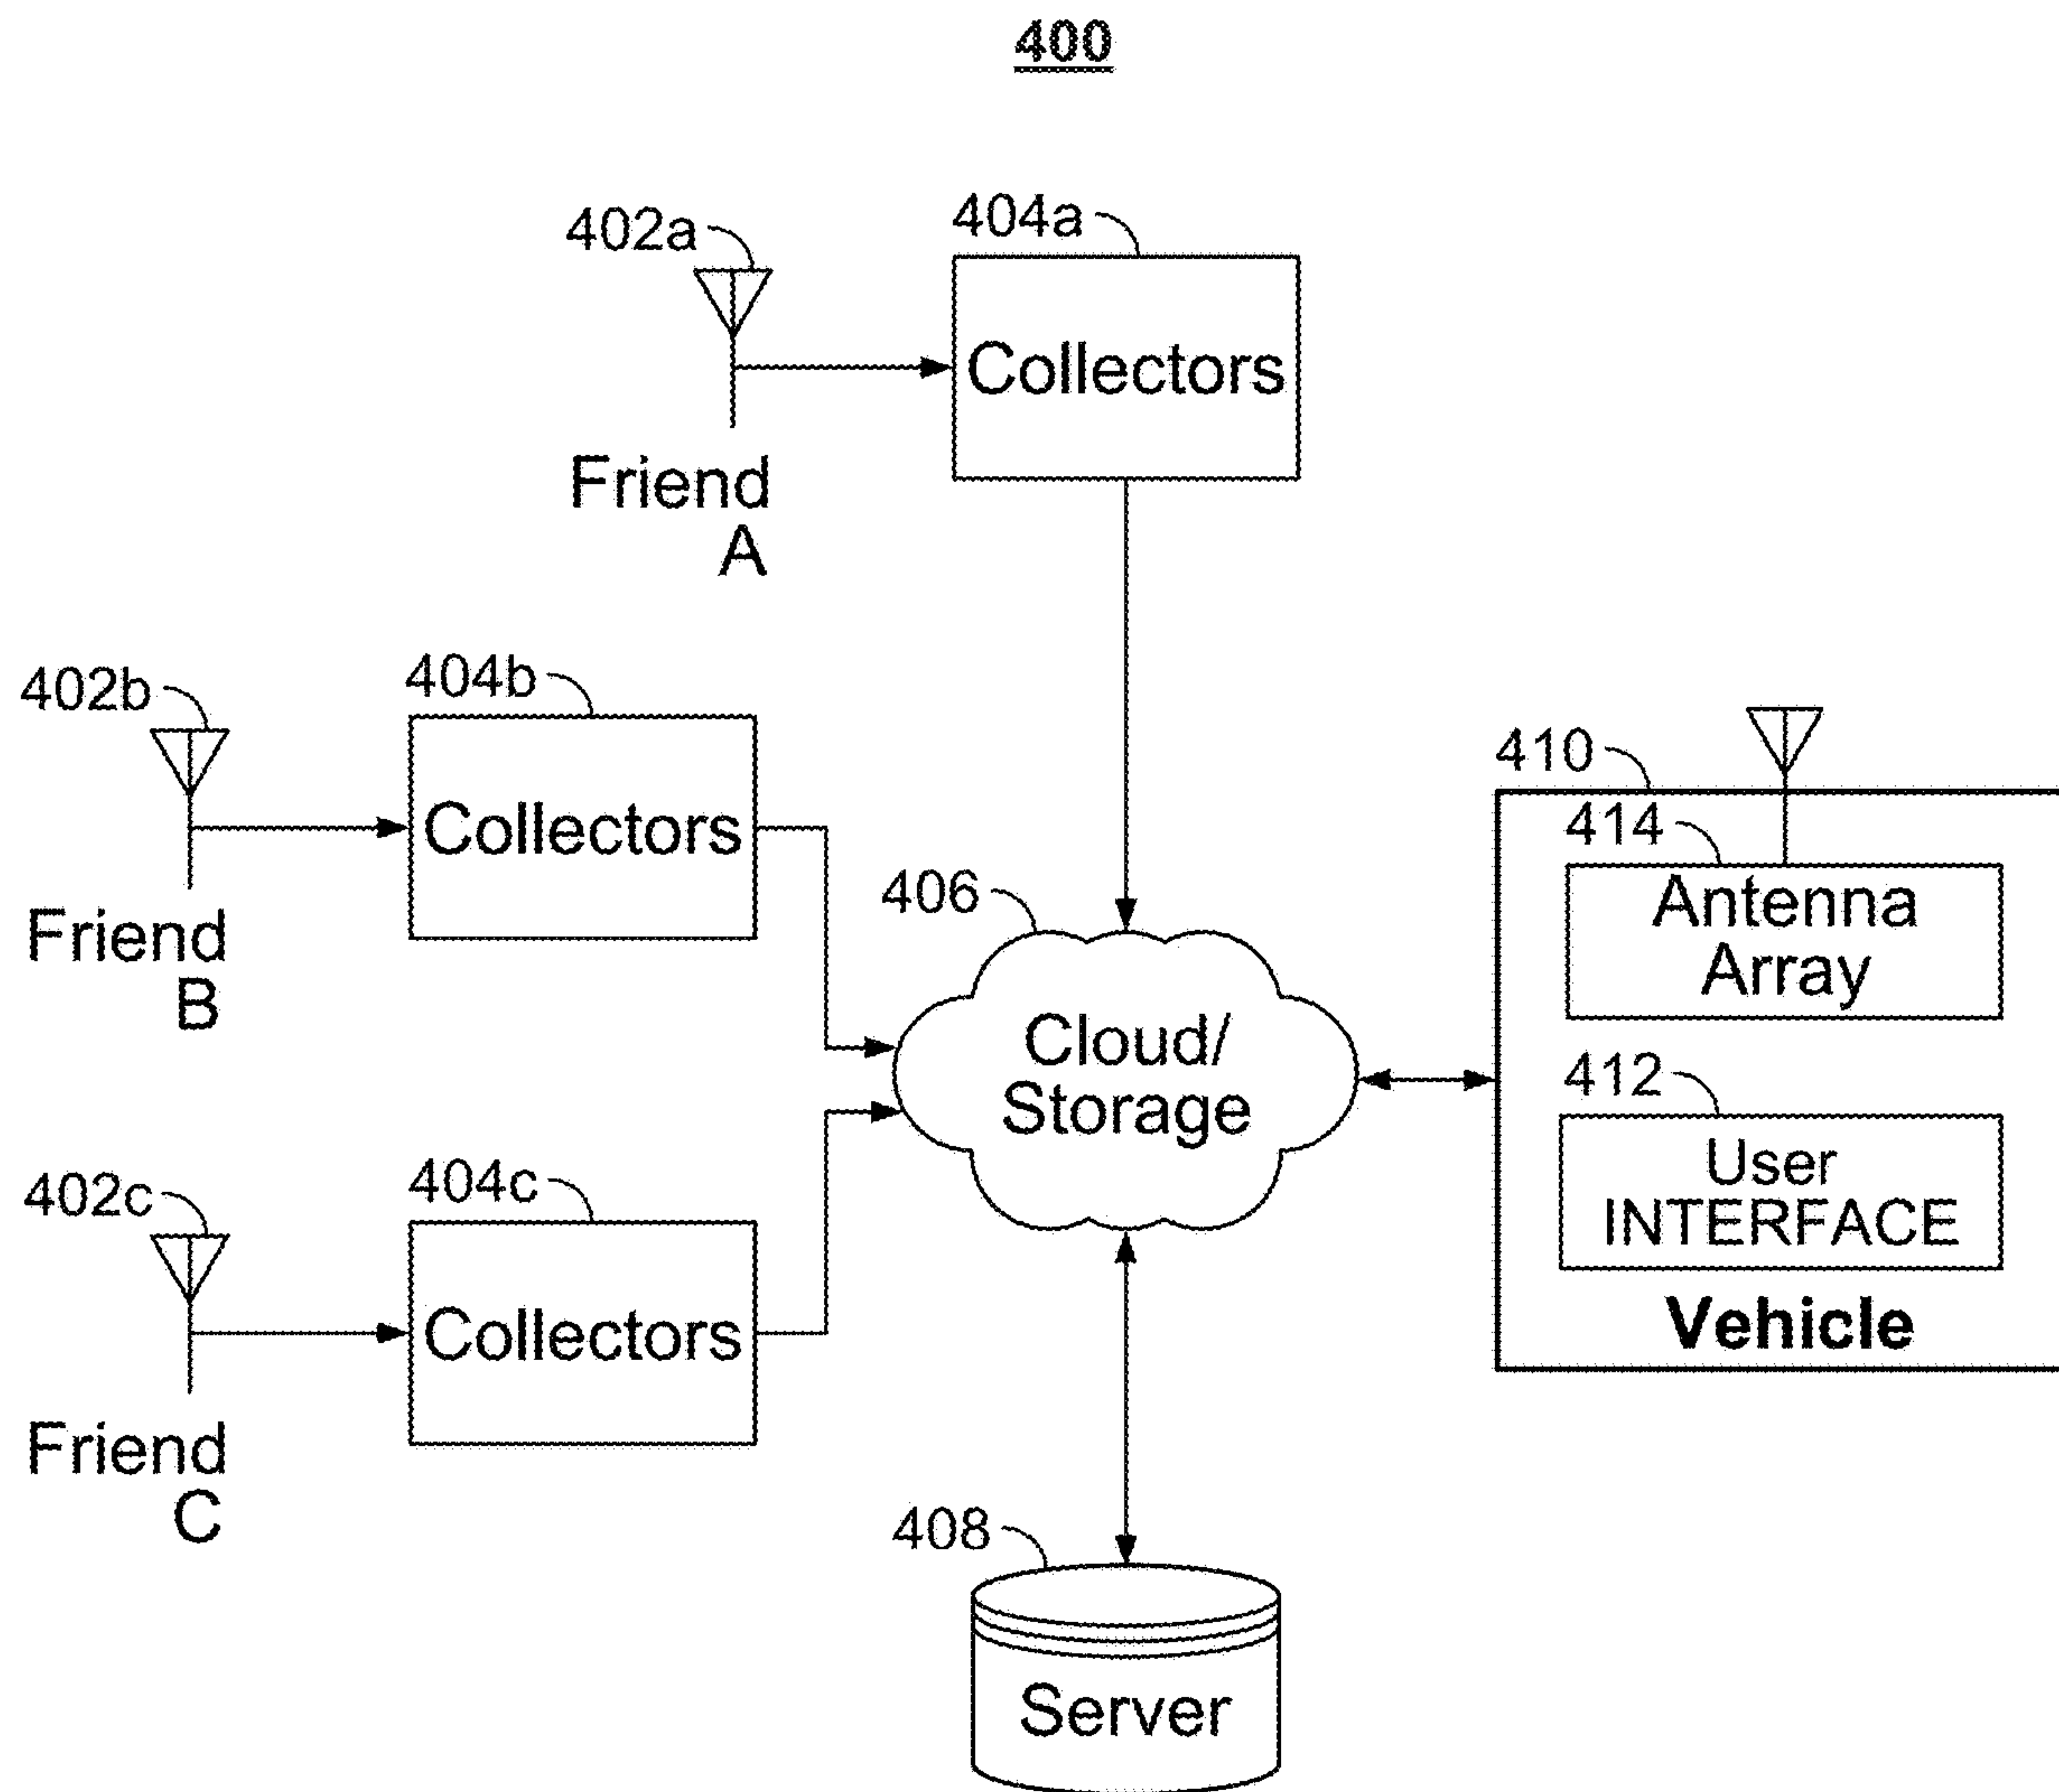 400
402a
404a
Collectors
Friend
A
402b
404b
Collectors
Friend
B
402c
404c
Collectors
Friend
C
406
Cloud/
Storage
408
Server
410
414
Antenna
Array
412
User
INTERFACE
Vehicle